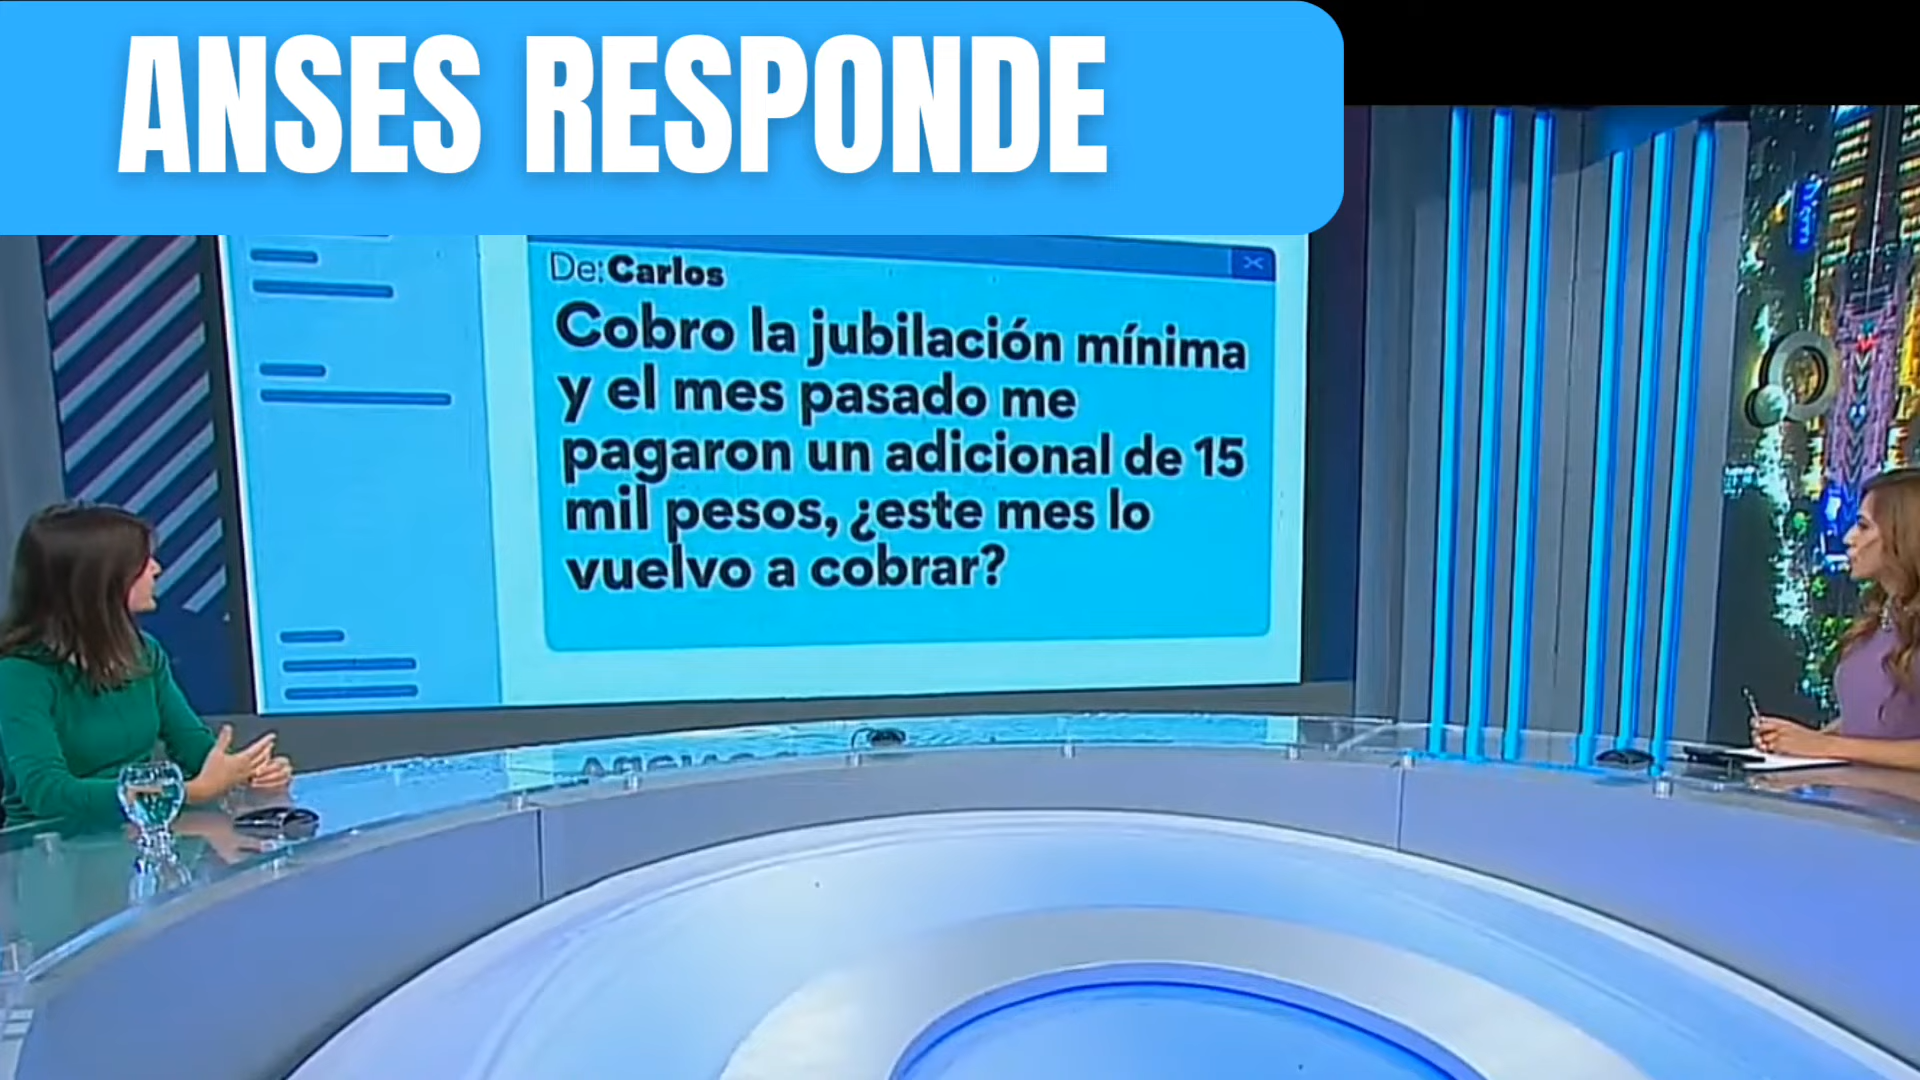 ANSES RESPONDE
De: Carlos
Cobro la jubilación mínima
y el mes pasado me
pagaron un adicional de 15
mil pesos, ¿este mes lo
vuelvo a cobrar?